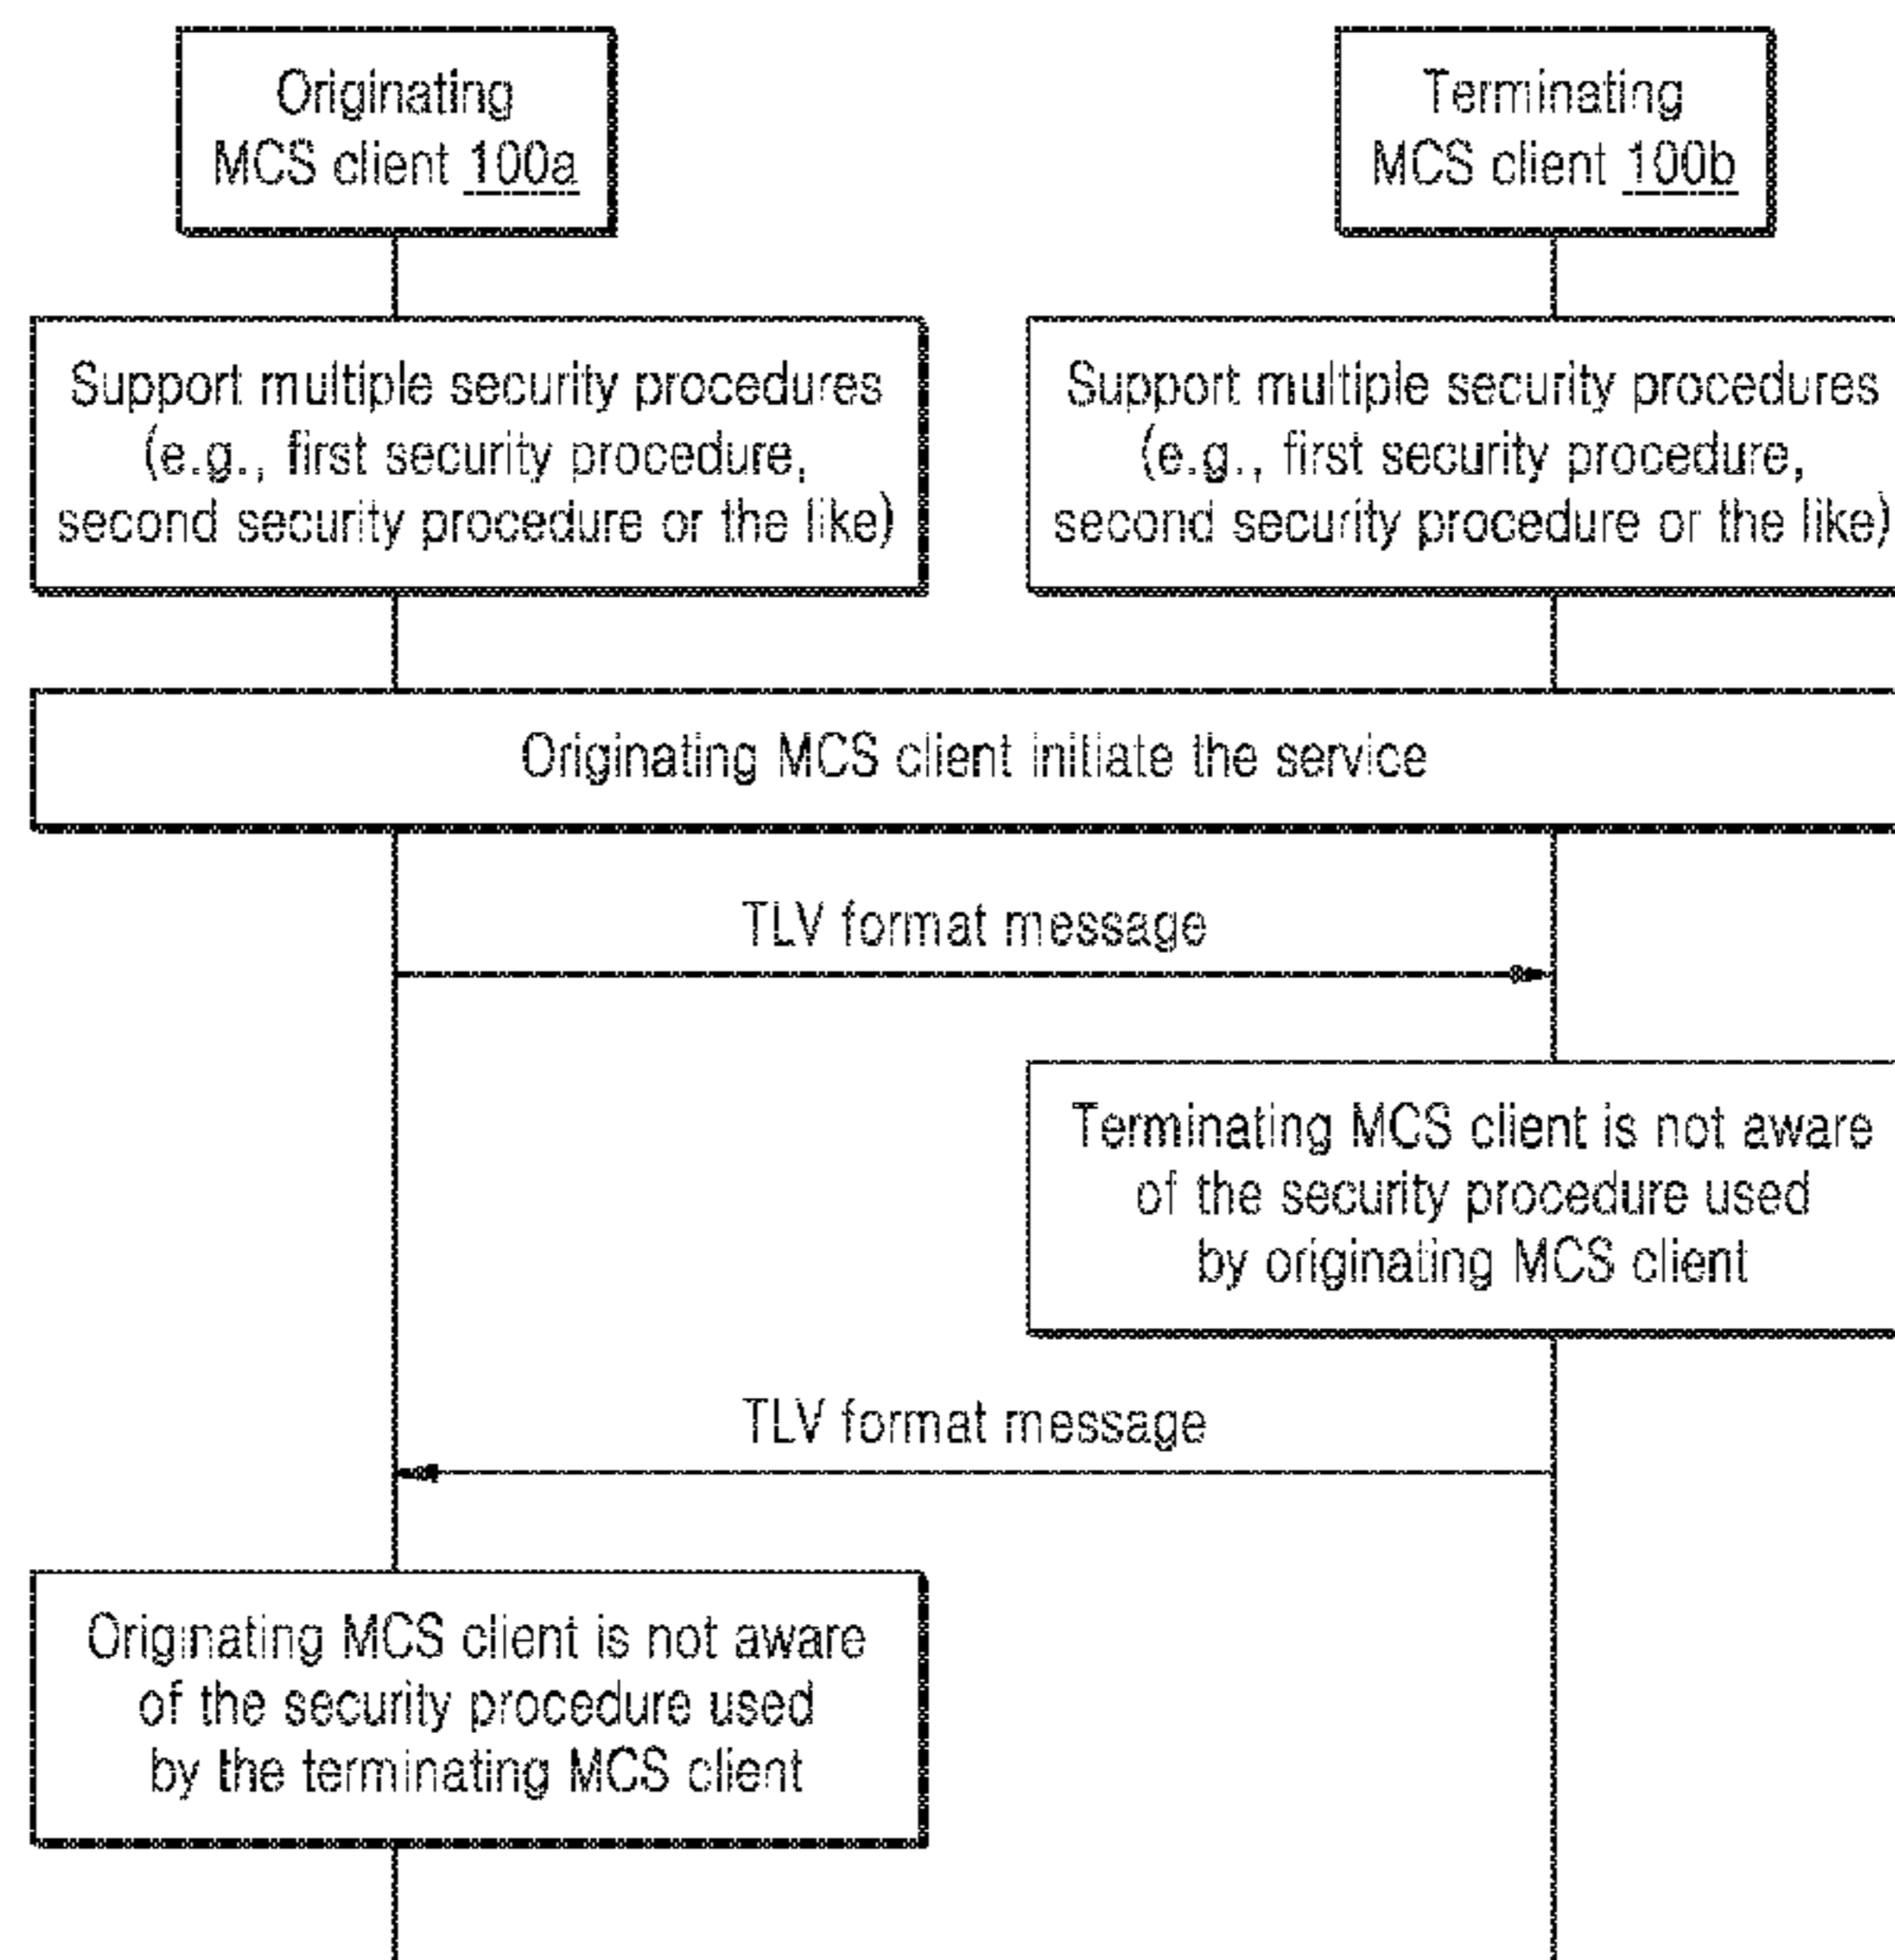 Originating
MCS client 100a
Terminating
MCS client 100b
Support multiple security procedures
(e.g., first security procedure,
second security procedure or the like)
Support multiple security procedures
(e.g., first security procedure,
second security procedure or the like)
Originating MCS client initiate the service
TLV format message
Terminating MCS client is not aware
of the security procedure used
by originating MCS client
TLV format message
Originating MCS client is not aware
of the security procedure used
by the terminating MCS client